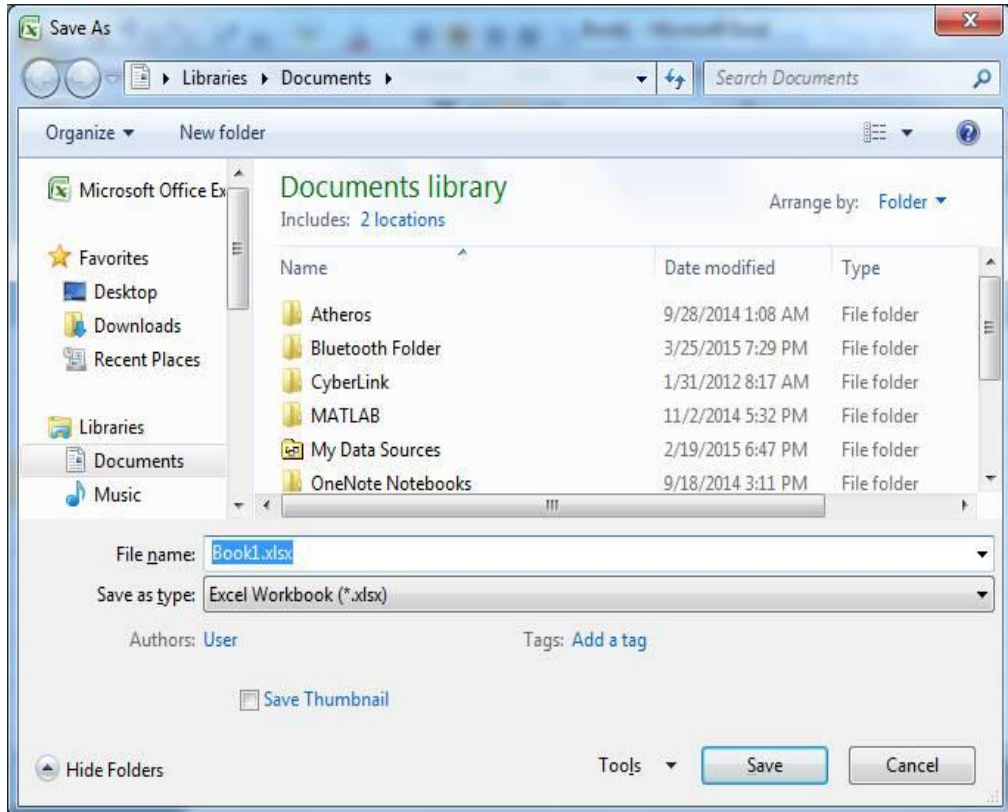 Save As
Libraries Documents
Search Documents
Organize
New folder
Microsoft Office Ex
Favorites
Desktop
Downloads
Recent Places
Libraries
Documents
Music
Documents library
Includes: 2 locations
Arrange by: Folder
Name Date modified Type
Atheros 9/28/2014 1:08 AM File folder
Bluetooth Folder 3/25/2015 7:29 PM File folder
CyberLink 1/31/2012 8:17 AM File folder
MATLAB 11/2/2014 5:32 PM File folder
My Data Sources 2/19/2015 6:47 PM File folder
OneNote Notebooks 9/18/2014 3:11 PM File folder
File name: Book1.xlsx
Save as type: Excel Workbook (*.xlsx)
Authors: User Tags: Add a tag
Save Thumbnail
Hide Folders Tools Save Cancel